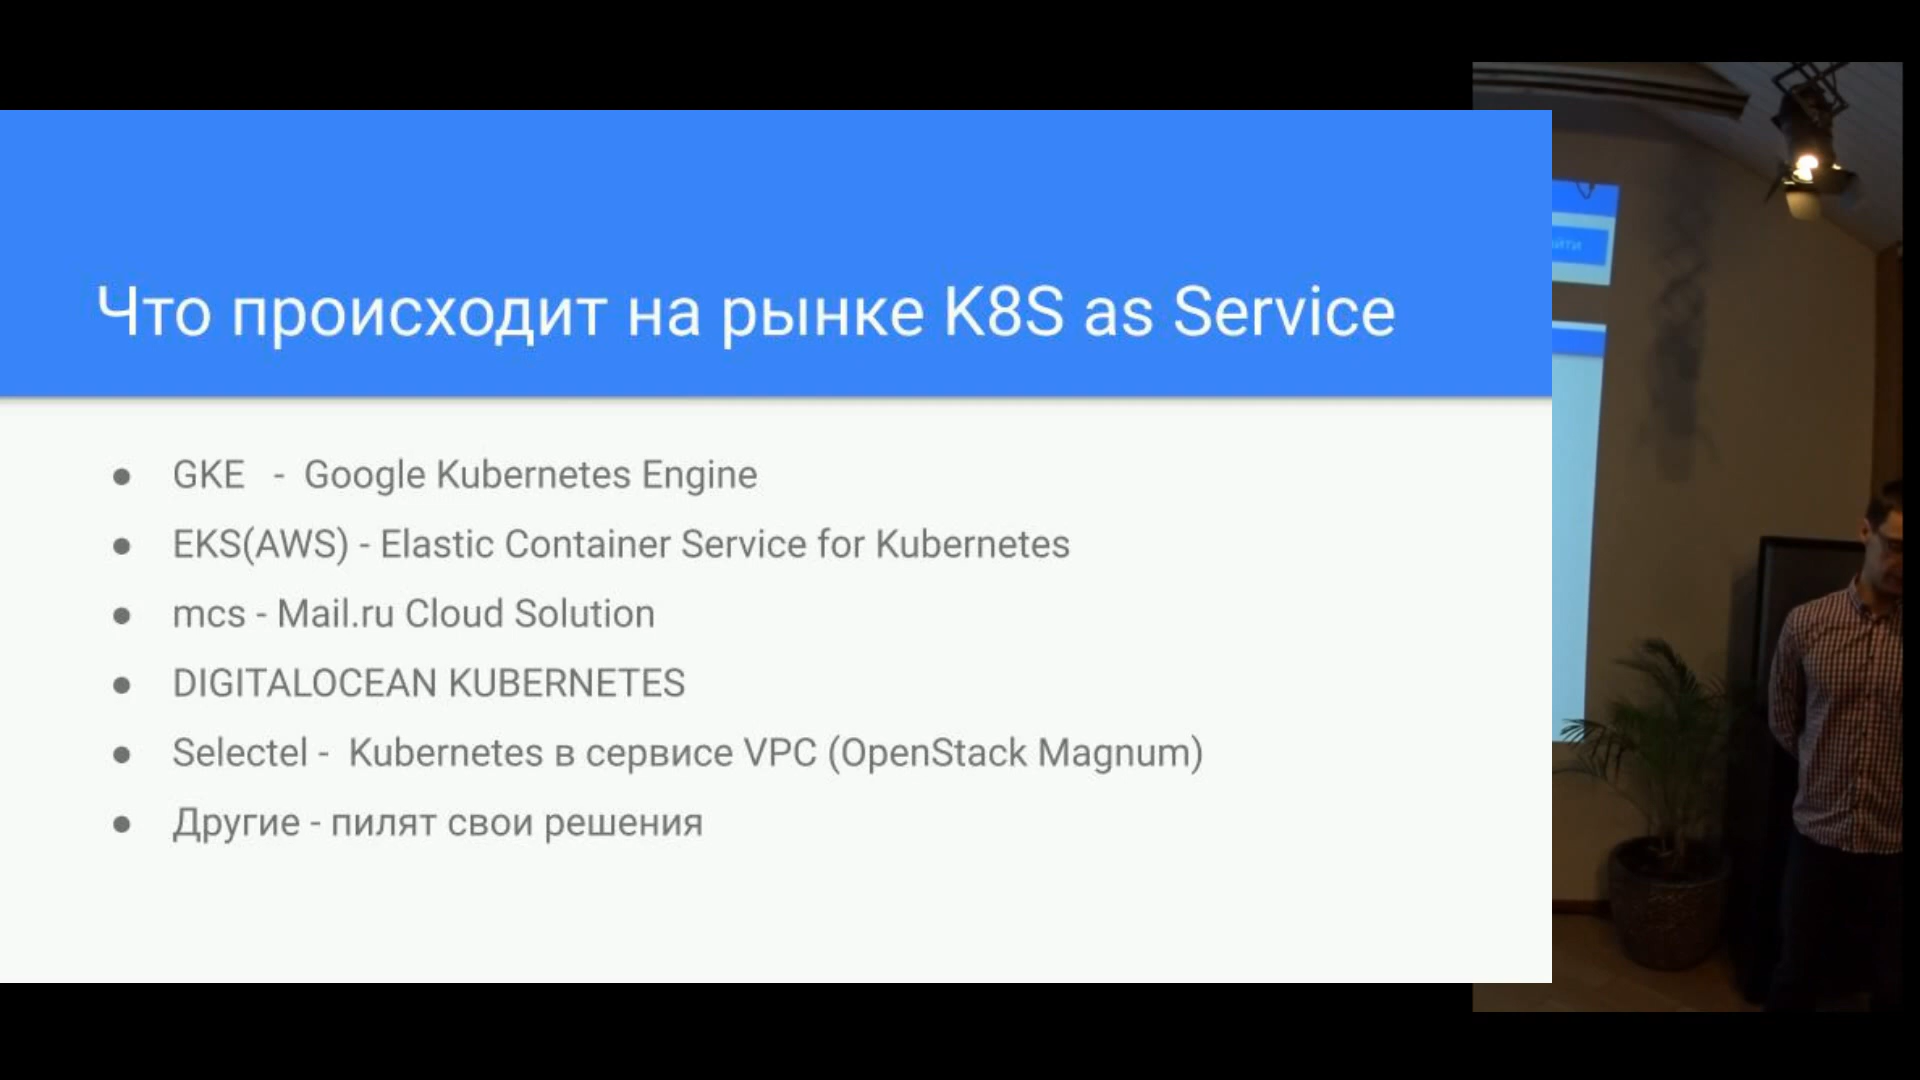 Что происходит на рынке K8S as Service
● GKE - Google Kubernetes Engine
● EKS(AWS) - Elastic Container Service for Kubernetes
● mcs - Mail.ru Cloud Solution
● DIGITALOCEAN KUBERNETES
● Selectel - Kubernetes в сервисе VPC (OpenStack Magnum)
● Другие - пилят свои решения